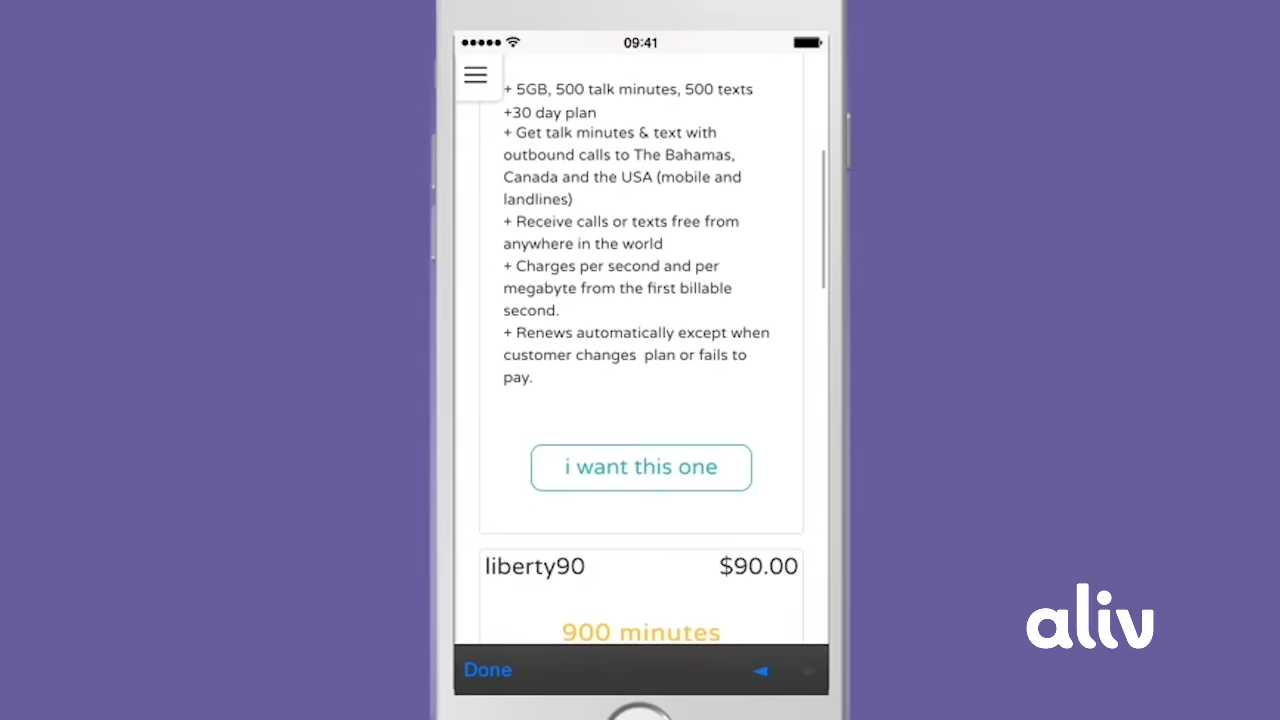 09:41
+ 5GB, 500 talk minutes, 500 texts
+30 day plan
+ Get talk minutes & text with
outbound calls to The Bahamas,
Canada and the USA (mobile and
landlines)
+ Receive calls or texts free from
anywhere in the world
+ Charges per second and per
megabyte from the first billable
second.
+ Renews automatically except when
customer changes  plan or fails to
pay.
i want this one
liberty90 $90.00
900 minutes
Done
aliv